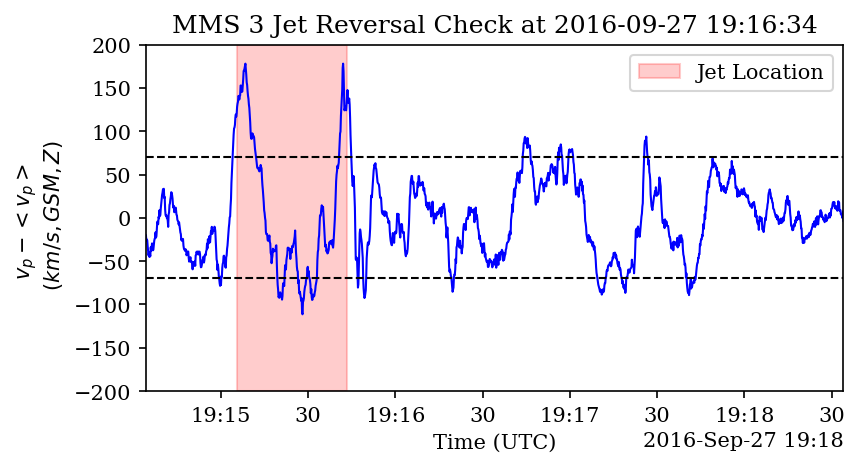 MMS 3 Jet Reversal Check at 2016-09-27 19:16:34
200
150
100
50
0
−50
−100
−150
−200
v_p − < v_p >
(km/s, GSM, Z)
Jet Location
19:15 30 19:16 30 19:17 30 19:18 30
Time (UTC)
2016-Sep-27 19:18